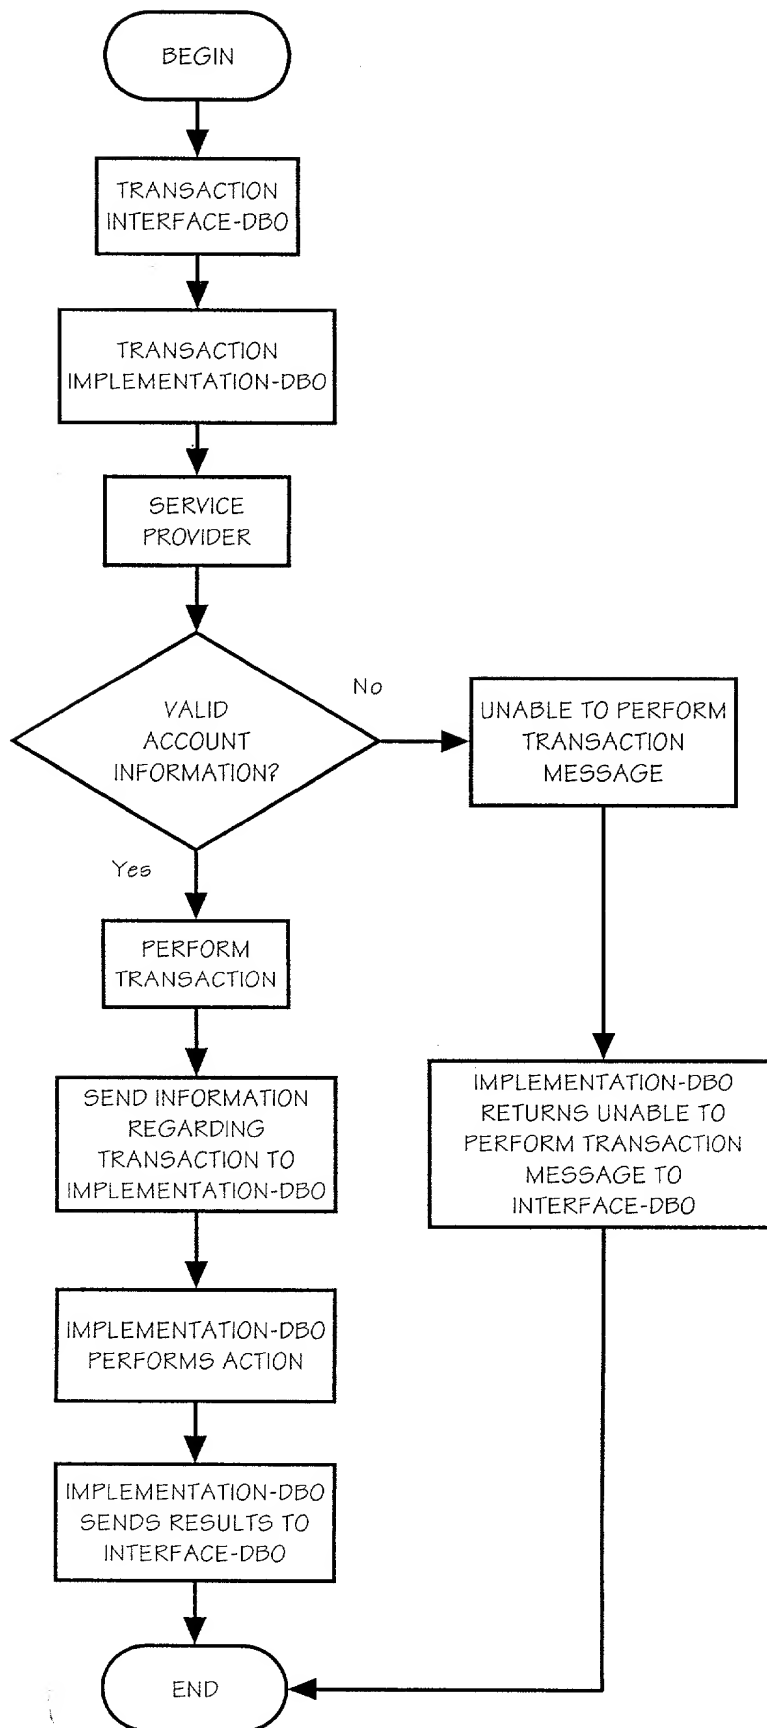 BEGIN
TRANSACTION
INTERFACE-DBO
TRANSACTION
IMPLEMENTATION-DBO
SERVICE
PROVIDER
VALID
ACCOUNT
INFORMATION?
No
UNABLE TO PERFORM
TRANSACTION
MESSAGE
Yes
PERFORM
TRANSACTION
SEND INFORMATION
REGARDING
TRANSACTION TO
IMPLEMENTATION-DBO
IMPLEMENTATION-DBO
RETURNS UNABLE TO
PERFORM TRANSACTION
MESSAGE TO
INTERFACE-DBO
IMPLEMENTATION-DBO
PERFORMS ACTION
IMPLEMENTATION-DBO
SENDS RESULTS TO
INTERFACE-DBO
END